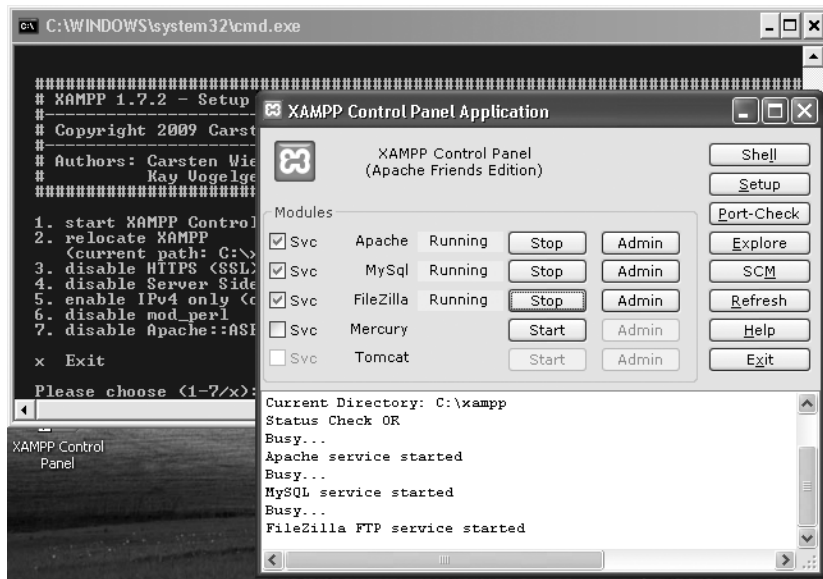 C:\WINDOWS\system32\cmd.exe
###########################################################################
# XAMPP 1.7.2 - Setup
#----------------------
# Copyright 2009 Carst
#----------------------
# Authors: Carsten Wie
# Kay Vogelge
######################
1. start XAMPP Control
2. relocate XAMPP
(current path: C:\x
3. disable HTTPS (SSL)
4. disable Server Side
5. enable IPv4 only (c
6. disable mod_perl
7. disable Apache::ASP
x Exit
Please choose (1-7/x):
XAMPP Control
Panel
XAMPP Control Panel Application
XAMPP Control Panel
(Apache Friends Edition)
Modules
Svc Apache Running Stop Admin
Svc MySql Running Stop Admin
Svc FileZilla Running Stop Admin
Svc Mercury Start Admin
Svc Tomcat Start Admin
Shell
Setup
Port-Check
Explore
SCM
Refresh
Help
Exit
Current Directory: C:\xampp
Status Check OK
Busy...
Apache service started
Busy...
MySQL service started
Busy...
FileZilla FTP service started